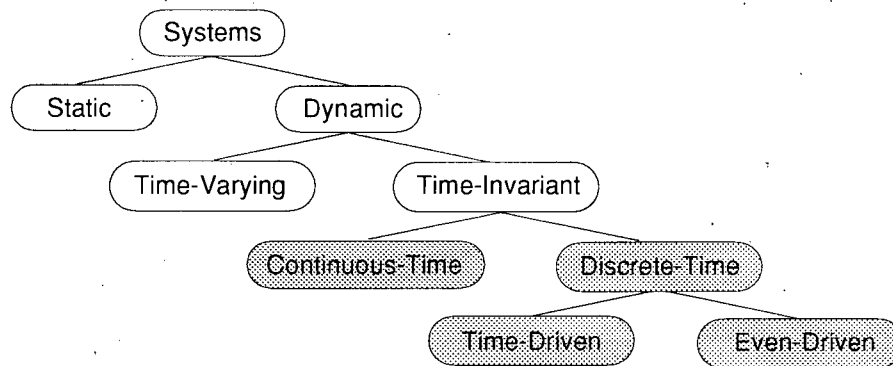 Systems
Static
Dynamic
Time-Varying
Time-Invariant
Continuous-Time
Discrete-Time
Time-Driven
Even-Driven